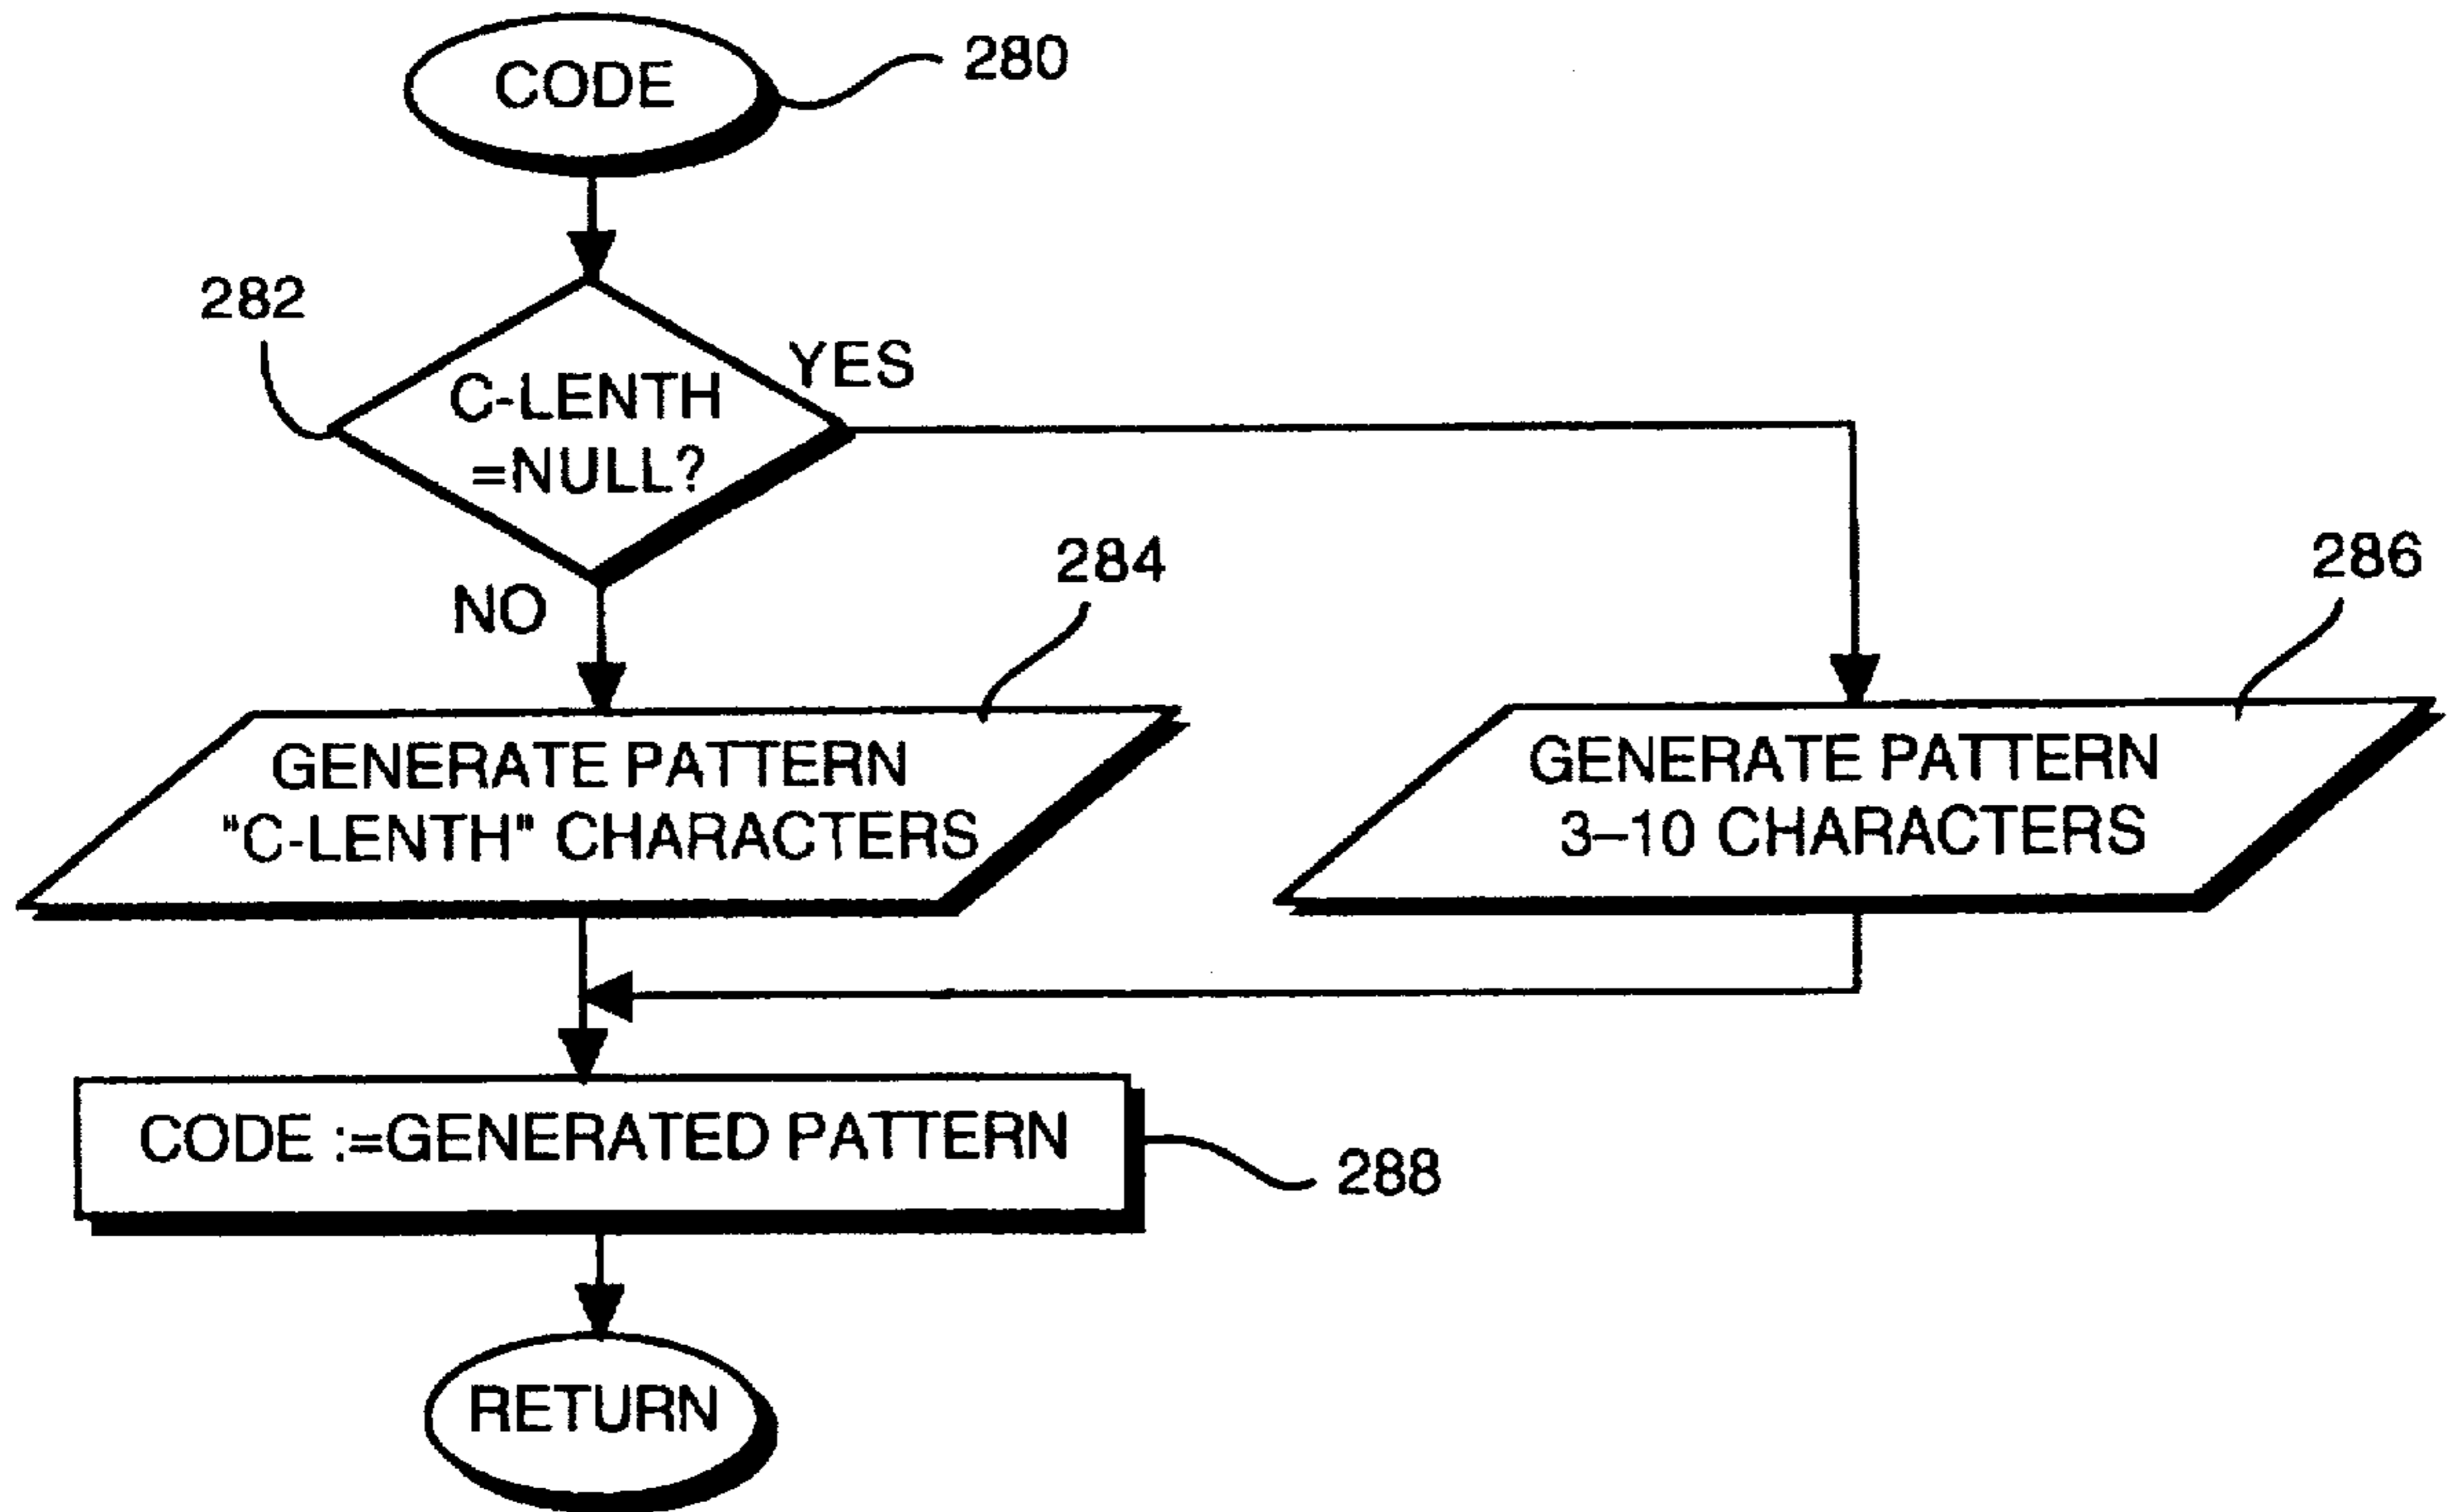 CODE
280
282
C-LENTH
=NULL?
YES
NO
284
286
GENERATE PATTERN
"C-LENTH" CHARACTERS
GENERATE PATTERN
3–10 CHARACTERS
CODE :=GENERATED PATTERN
288
RETURN